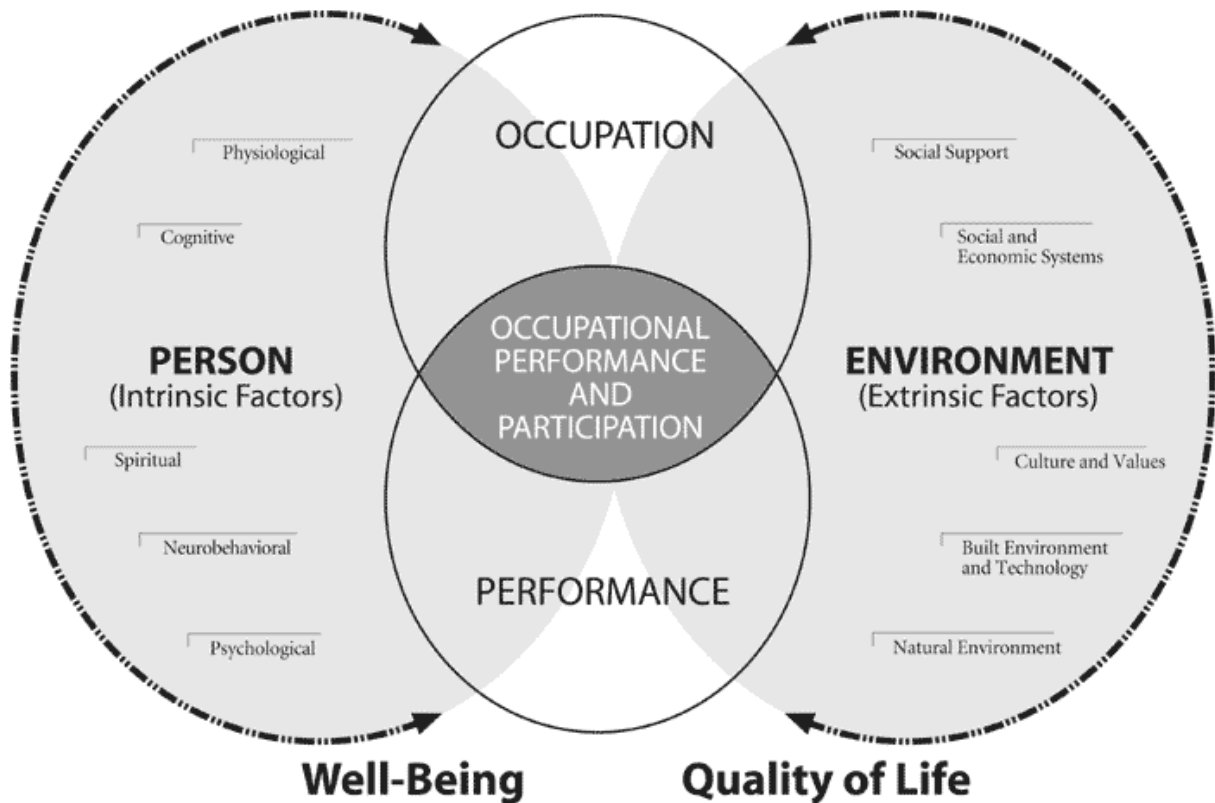 OCCUPATION
Physiological
Cognitive
PERSON
(Intrinsic Factors)
Spiritual
Neurobehavioral
Psychological
OCCUPATIONAL
PERFORMANCE
AND
PARTICIPATION
PERFORMANCE
Social Support
Social and
Economic Systems
ENVIRONMENT
(Extrinsic Factors)
Culture and Values
Built Environment
and Technology
Natural Environment
Well-Being
Quality of Life